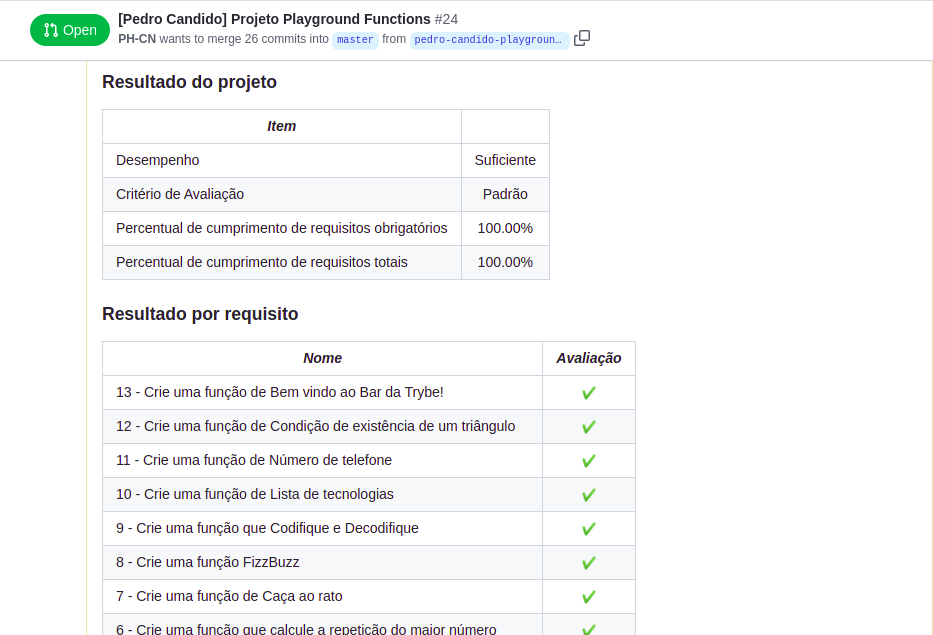 Open
[Pedro Candido] Projeto Playground Functions #24
PH-CN wants to merge 26 commits into master from pedro-candido-playgroun…
Resultado do projeto
Item
Desempenho Suficiente
Critério de Avaliação Padrão
Percentual de cumprimento de requisitos obrigatórios 100.00%
Percentual de cumprimento de requisitos totais 100.00%
Resultado por requisito
Nome Avaliação
13 - Crie uma função de Bem vindo ao Bar da Trybe! ✔
12 - Crie uma função de Condição de existência de um triângulo ✔
11 - Crie uma função de Número de telefone ✔
10 - Crie uma função de Lista de tecnologias ✔
9 - Crie uma função que Codifique e Decodifique ✔
8 - Crie uma função FizzBuzz ✔
7 - Crie uma função de Caça ao rato ✔
6 - Crie uma função que calcule a repetição do maior número ✔